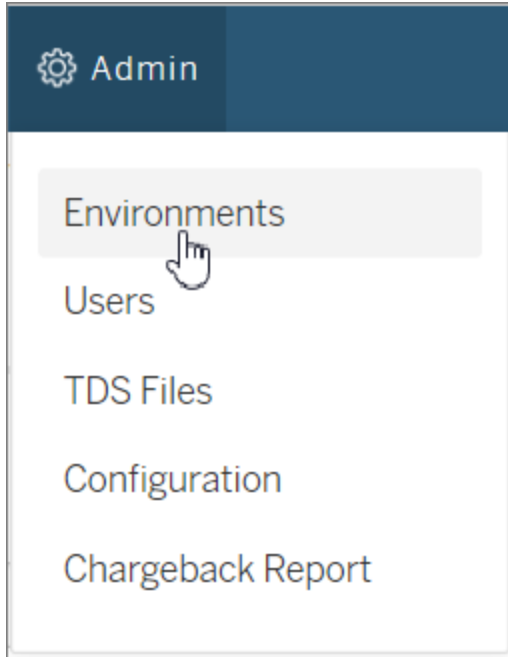 Admin
Environments
Users
TDS Files
Configuration
Chargeback Report